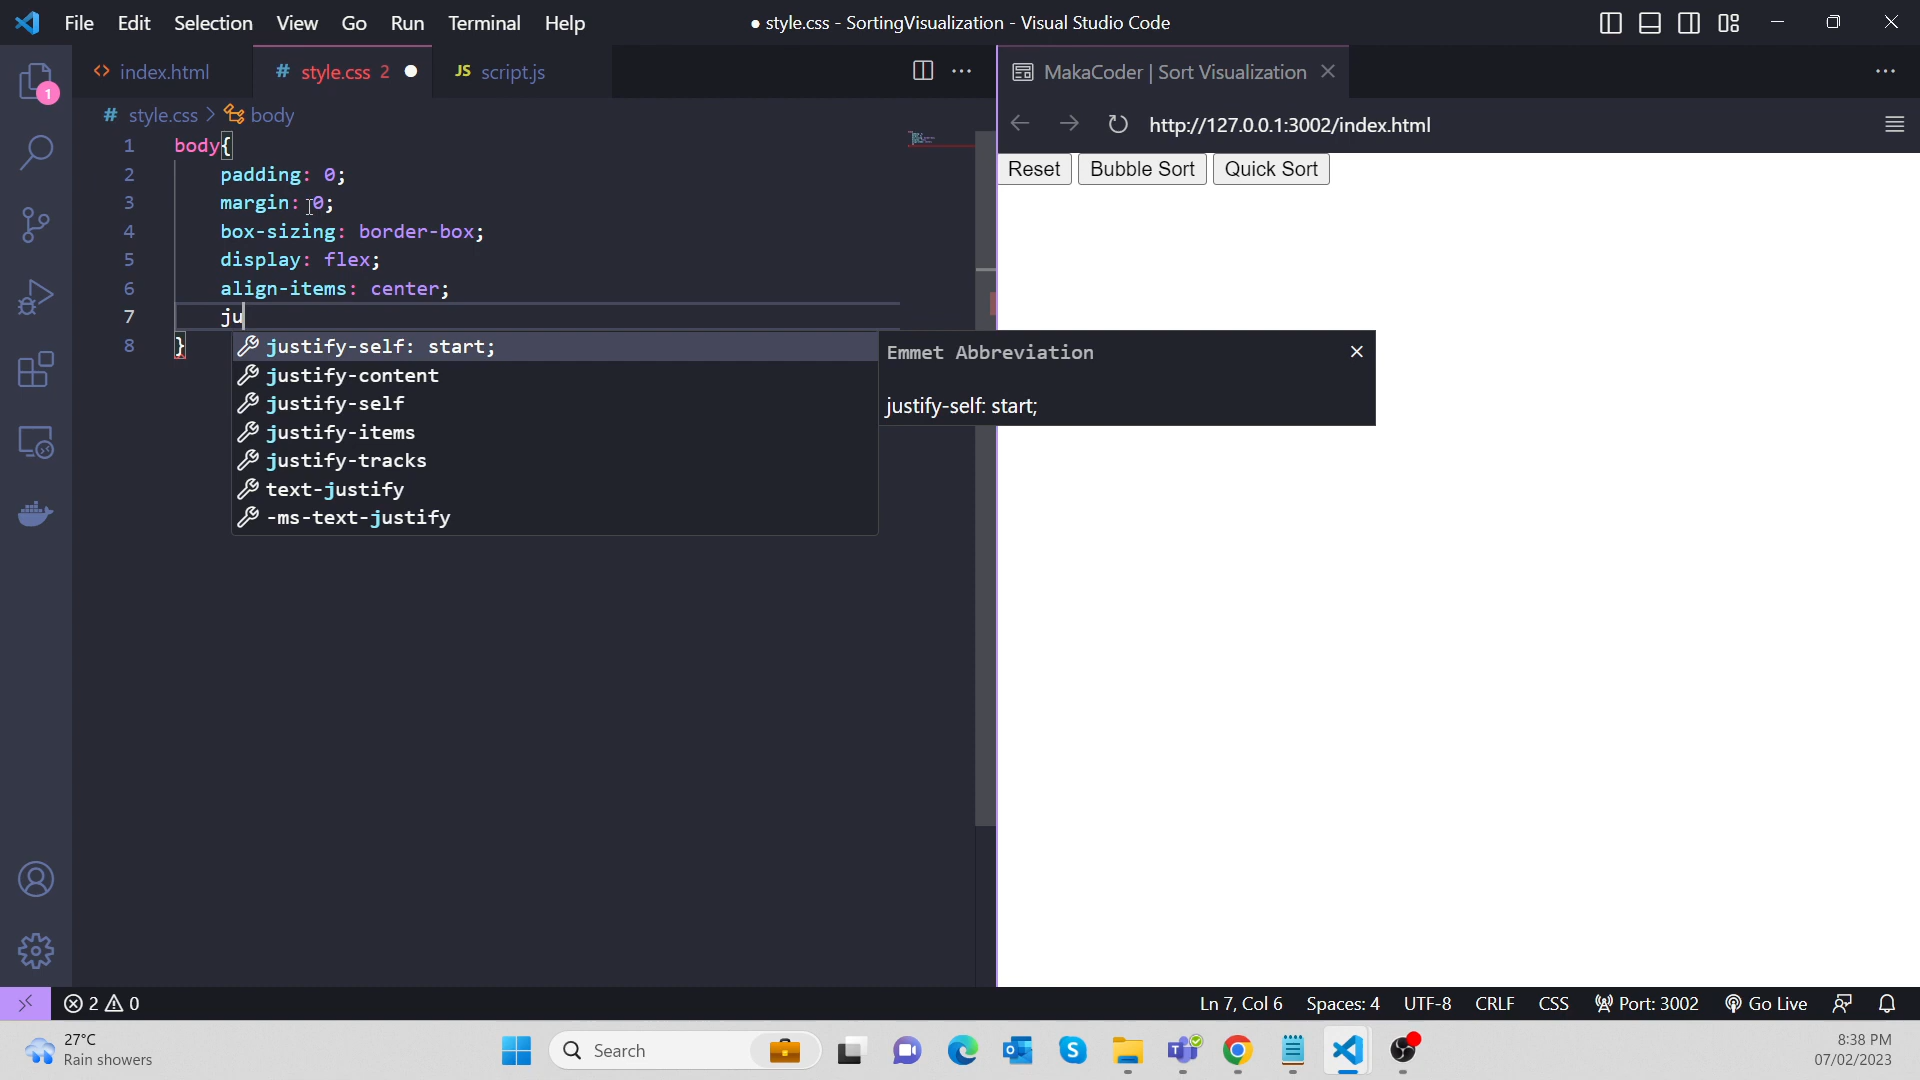 File Edit Selection View Go Run Terminal Help
● style.css - SortingVisualization - Visual Studio Code
index.html
# style.css 2 ●
JS script.js
MakaCoder | Sort Visualization
# style.css > body
http://127.0.0.1:3002/index.html
1 body{
2 padding: 0;
3 margin: 0;
4 box-sizing: border-box;
5 display: flex;
6 align-items: center;
7 ju
8 }
justify-self: start;
justify-content
justify-self
justify-items
justify-tracks
text-justify
-ms-text-justify
Emmet Abbreviation
justify-self: start;
Reset Bubble Sort Quick Sort
1
2 0
Ln 7, Col 6 Spaces: 4 UTF-8 CRLF CSS Port: 3002 Go Live
27°C
Rain showers
Search
8:38 PM
07/02/2023